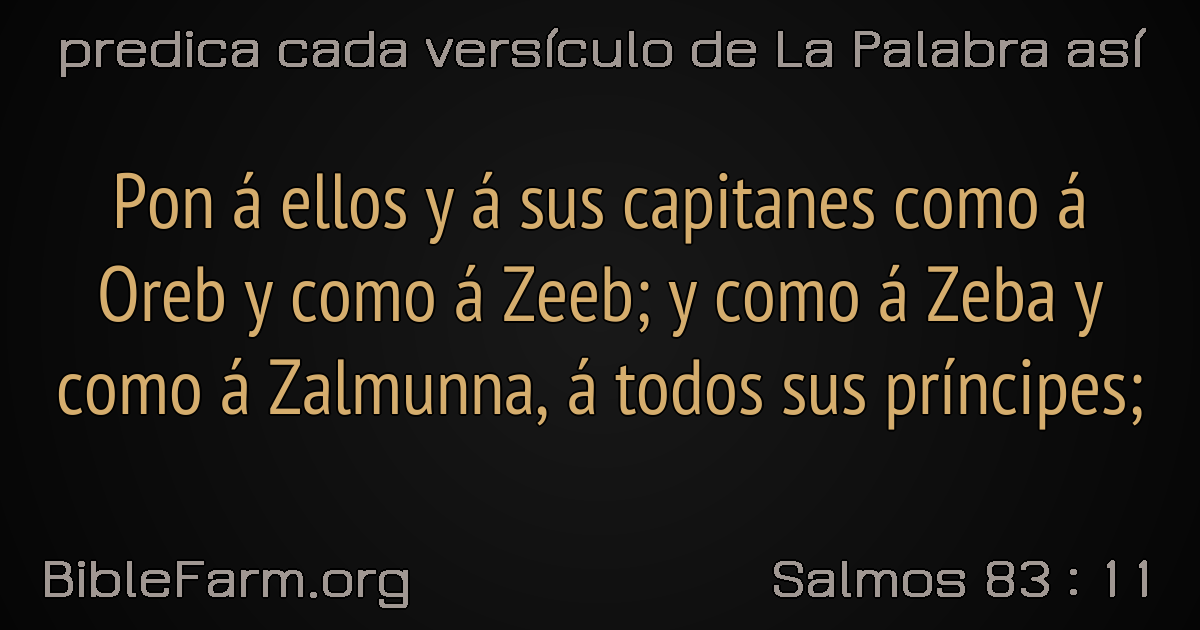 predica cada versículo de La Palabra así
Pon á ellos y á sus capitanes como á
Oreb y como á Zeeb; y como á Zeba y
como á Zalmunna, á todos sus príncipes;
BibleFarm.org
Salmos 83 : 11